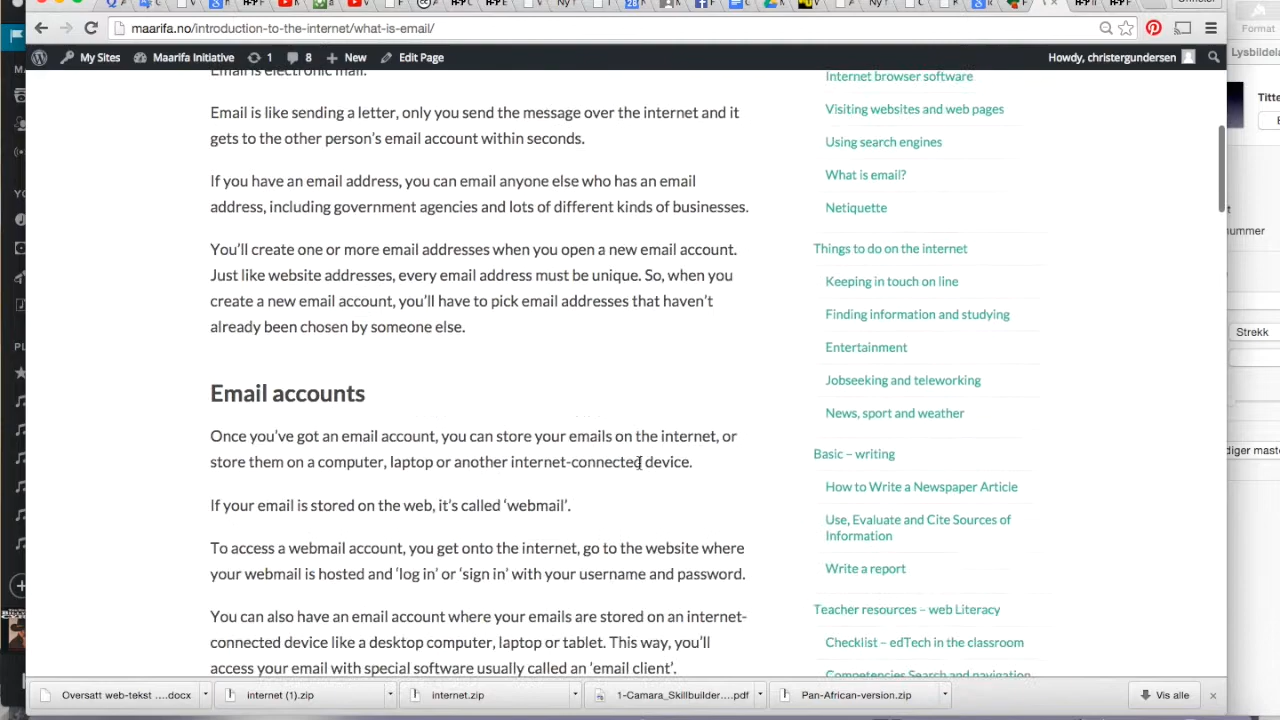 Format
maarifa.no/introduction-to-the-internet/what-is-email/
My Sites Maarifa Initiative 1 8 New Edit Page Howdy, christergundersen
Lysbildela
Email is electronic mail.
Email is like sending a letter, only you send the message over the internet and it
gets to the other person's email account within seconds.
If you have an email address, you can email anyone else who has an email
address, including government agencies and lots of different kinds of businesses.
You'll create one or more email addresses when you open a new email account.
Just like website addresses, every email address must be unique. So, when you
create a new email account, you'll have to pick email addresses that haven't
already been chosen by someone else.
Email accounts
Once you've got an email account, you can store your emails on the internet, or
store them on a computer, laptop or another internet-connected device.
If your email is stored on the web, it's called 'webmail'.
To access a webmail account, you get onto the internet, go to the website where
your webmail is hosted and 'log in' or 'sign in' with your username and password.
You can also have an email account where your emails are stored on an internet-
connected device like a desktop computer, laptop or tablet. This way, you'll
access your email with special software usually called an 'email client'.
Internet browser software
Visiting websites and web pages
Using search engines
What is email?
Netiquette
Things to do on the internet
Keeping in touch on line
Finding information and studying
Entertainment
Jobseeking and teleworking
News, sport and weather
Basic – writing
How to Write a Newspaper Article
Use, Evaluate and Cite Sources of
Information
Write a report
Teacher resources – web Literacy
Checklist – edTech in the classroom
Competencies Search and navigation
Titte
nummer
Strekk
diger maste
Oversatt web-tekst ....docx internet (1).zip internet.zip 1-Camara_Skillbuilder....pdf Pan-African-version.zip Vis alle